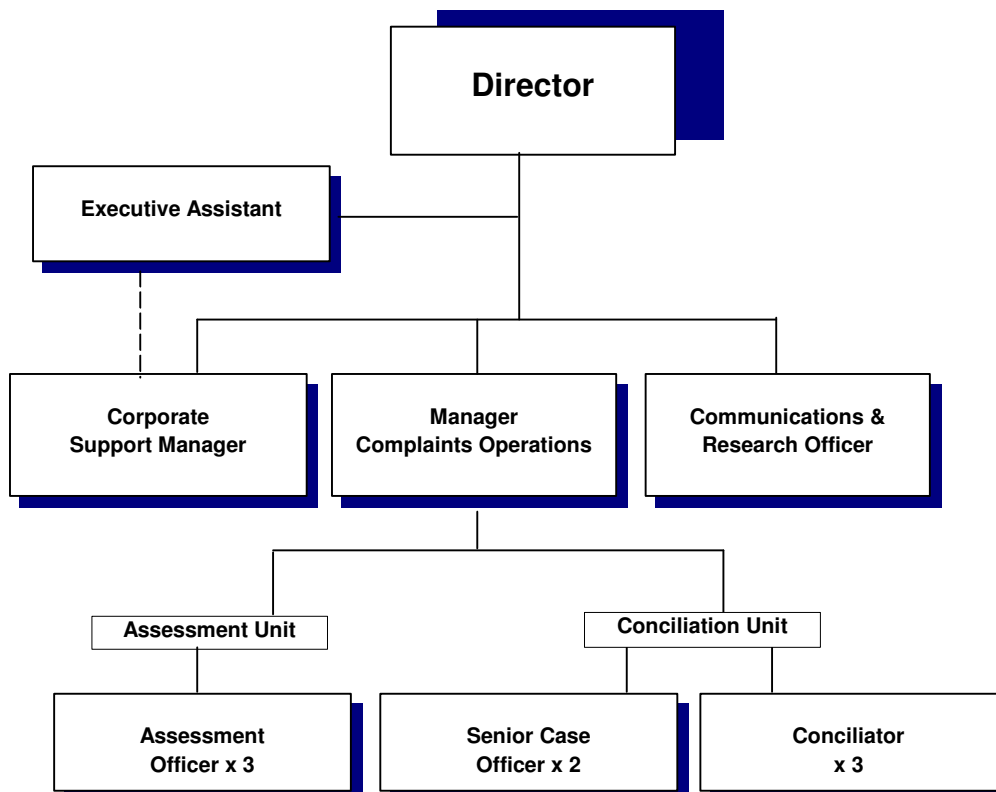 Director
Executive Assistant
Corporate
Support Manager
Manager
Complaints Operations
Communications &
Research Officer
Assessment Unit
Conciliation Unit
Assessment
Officer x 3
Senior Case
Officer x 2
Conciliator
x 3